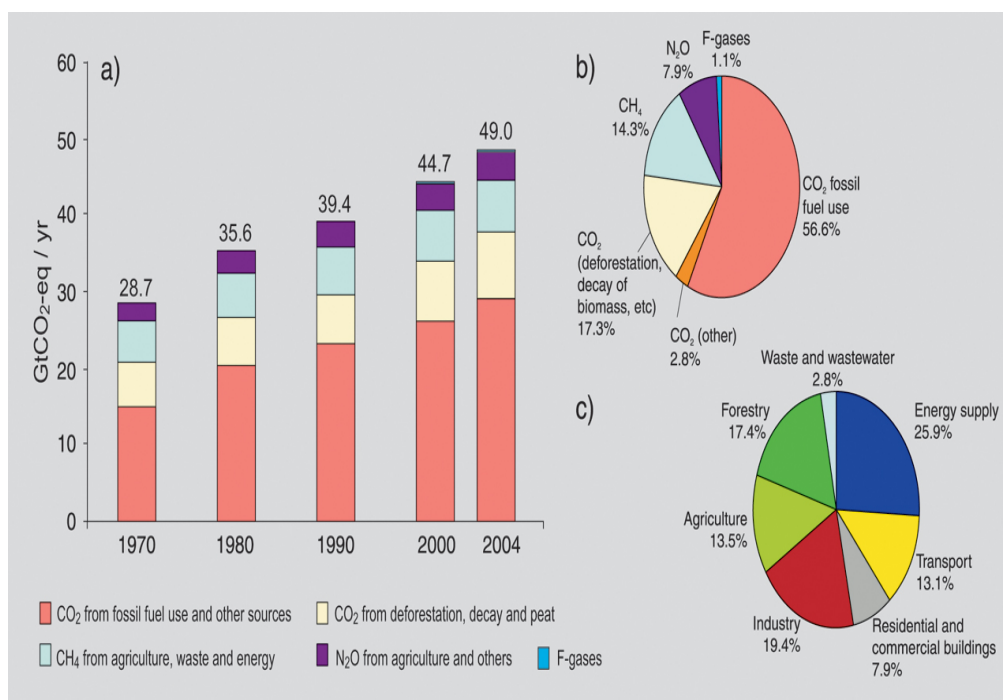 a)
60
50
40
30
20
10
0
GtCO₂-eq / yr
28.7
35.6
39.4
44.7
49.0
1970
1980
1990
2000
2004
b)
F-gases
1.1%
N₂O
7.9%
CH₄
14.3%
CO₂ fossil
fuel use
56.6%
CO₂
(deforestation,
decay of
biomass, etc)
17.3%
CO₂ (other)
2.8%
c)
Waste and wastewater
2.8%
Forestry
17.4%
Energy supply
25.9%
Agriculture
13.5%
Transport
13.1%
Industry
19.4%
Residential and
commercial buildings
7.9%
CO₂ from fossil fuel use and other sources
CO₂ from deforestation, decay and peat
CH₄ from agriculture, waste and energy
N₂O from agriculture and others
F-gases